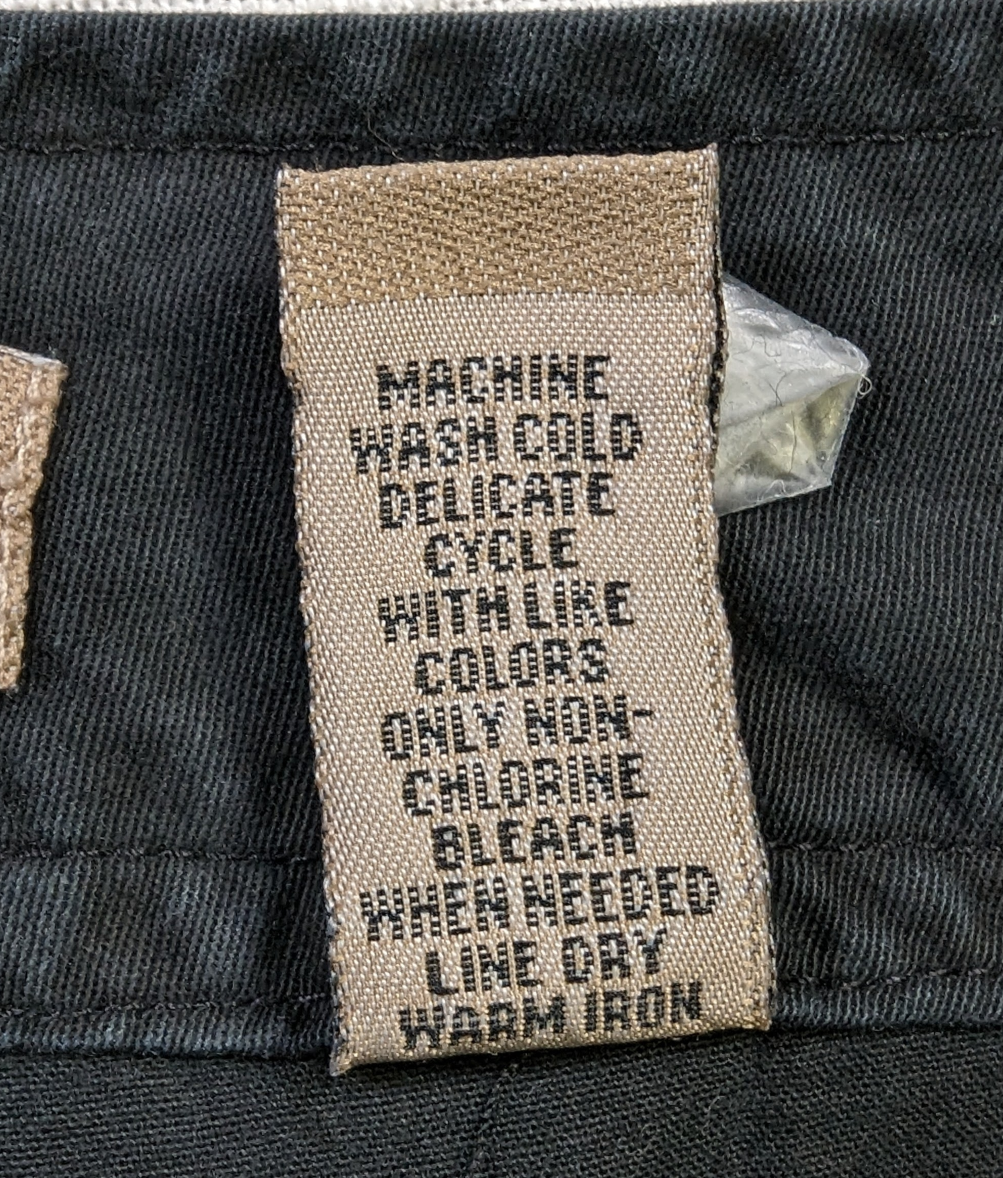 MACHINE
WASH COLD
DELICATE
CYCLE
WITH LIKE
COLORS
ONLY NON-
CHLORINE
BLEACH
WHEN NEEDED
LINE DRY
WARM IRON